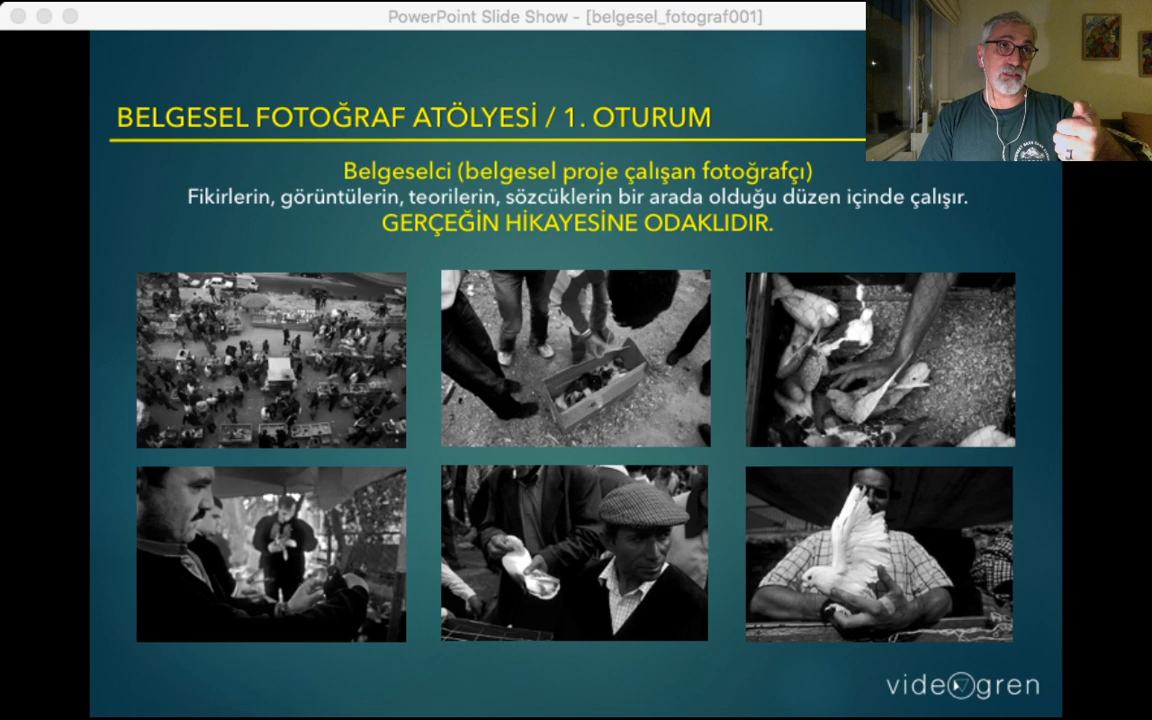 PowerPoint Slide Show - [belgesel_fotograf001]
BELGESEL FOTOĞRAF ATÖLYESİ / 1. OTURUM
Belgeselci (belgesel proje çalışan fotoğrafçı)
Fikirlerin, görüntülerin, teorilerin, sözcüklerin bir arada olduğu düzen içinde çalışır.
GERÇEĞİN HİKAYESİNE ODAKLIDIR.
videogren